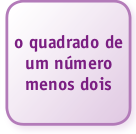 o quadrado de
um número
menos dois